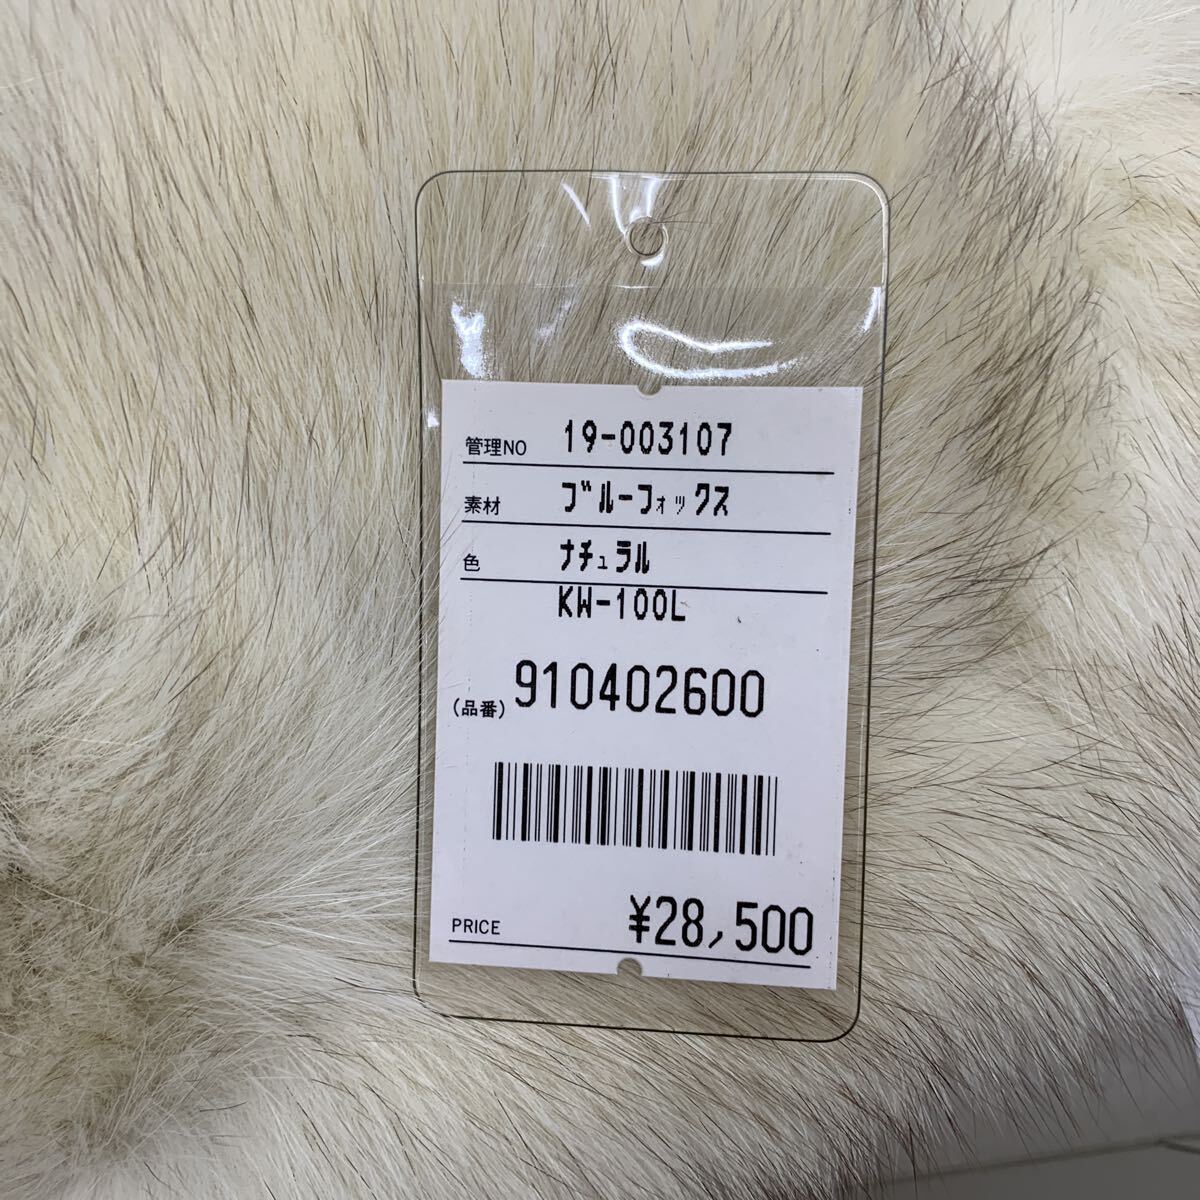 管理NO 19-003107
素材 ﾌﾞﾙｰﾌｫｯｸｽ
色 ﾅﾁｭﾗﾙ
KW-100L
(品番) 910402600
PRICE ¥28,500